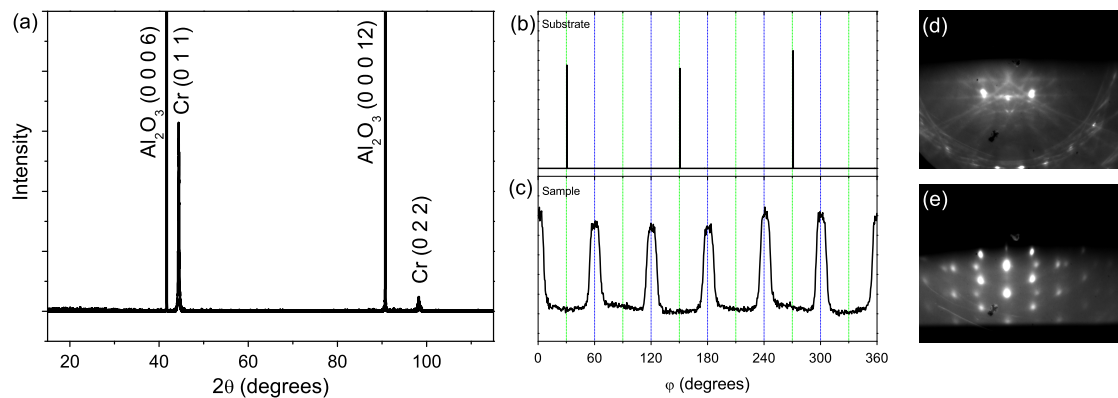 (a)
Al2O3 (0 0 0 6)
Cr (0 1 1)
Al2O3 (0 0 0 12)
Cr (0 2 2)
Intensity
20 40 60 80 100
2θ (degrees)
(b)
Substrate
(c)
Sample
0 60 120 180 240 300 360
φ (degrees)
(d)
(e)